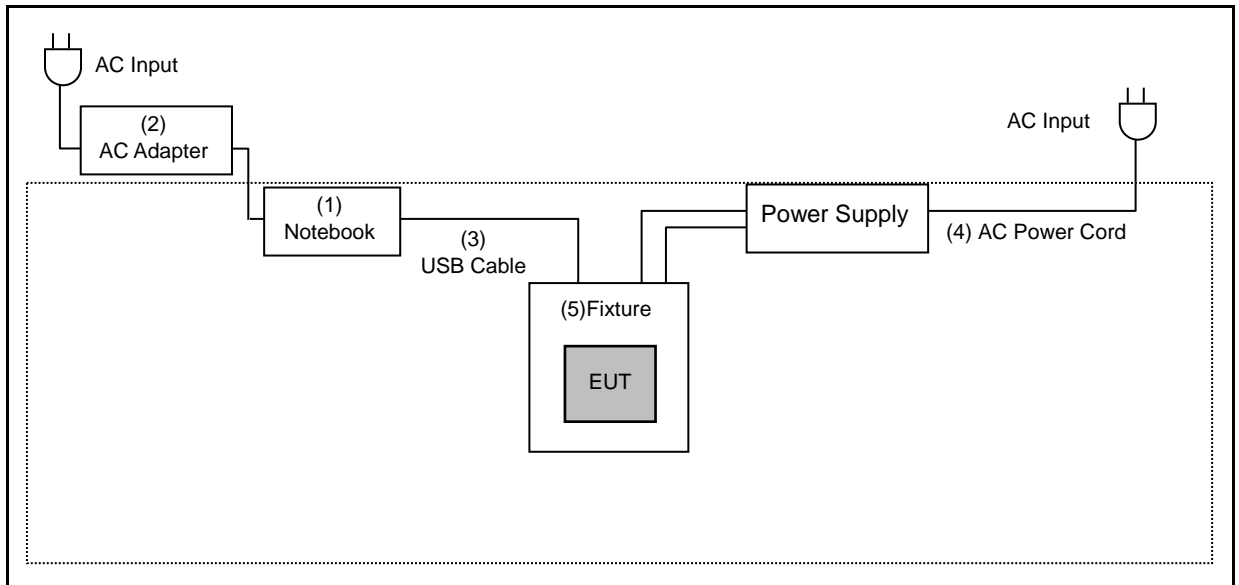 AC Input
(2)
AC Adapter
AC Input
(1)
Notebook
(3)
USB Cable
Power Supply
(4) AC Power Cord
(5)Fixture
EUT